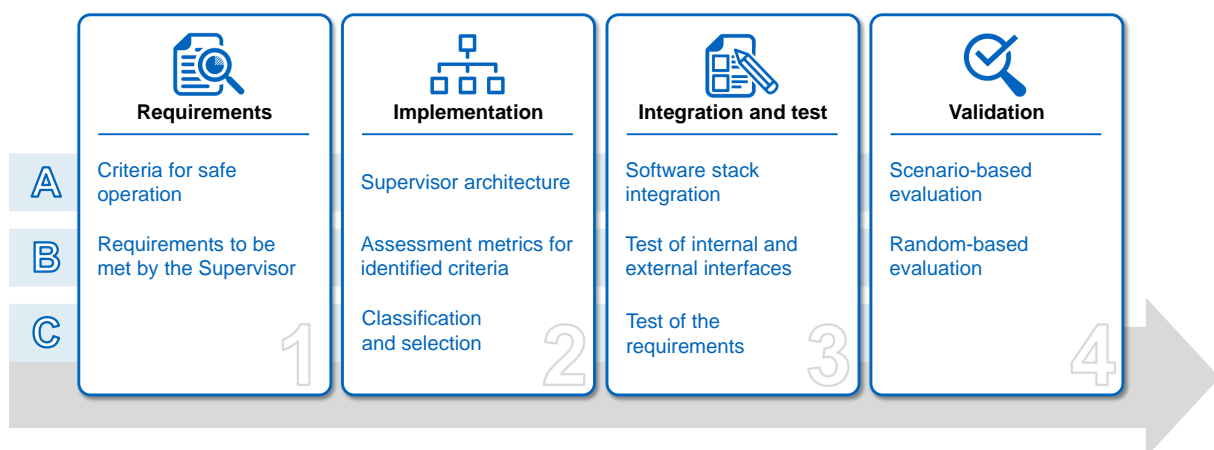 Requirements
Implementation
Integration and test
Validation
A
Criteria for safe
operation
Supervisor architecture
Software stack
integration
Scenario-based
evaluation
B
Requirements to be
met by the Supervisor
Assessment metrics for
identified criteria
Test of internal and
external interfaces
Random-based
evaluation
C
Classification
and selection
Test of the
requirements
1
2
3
4